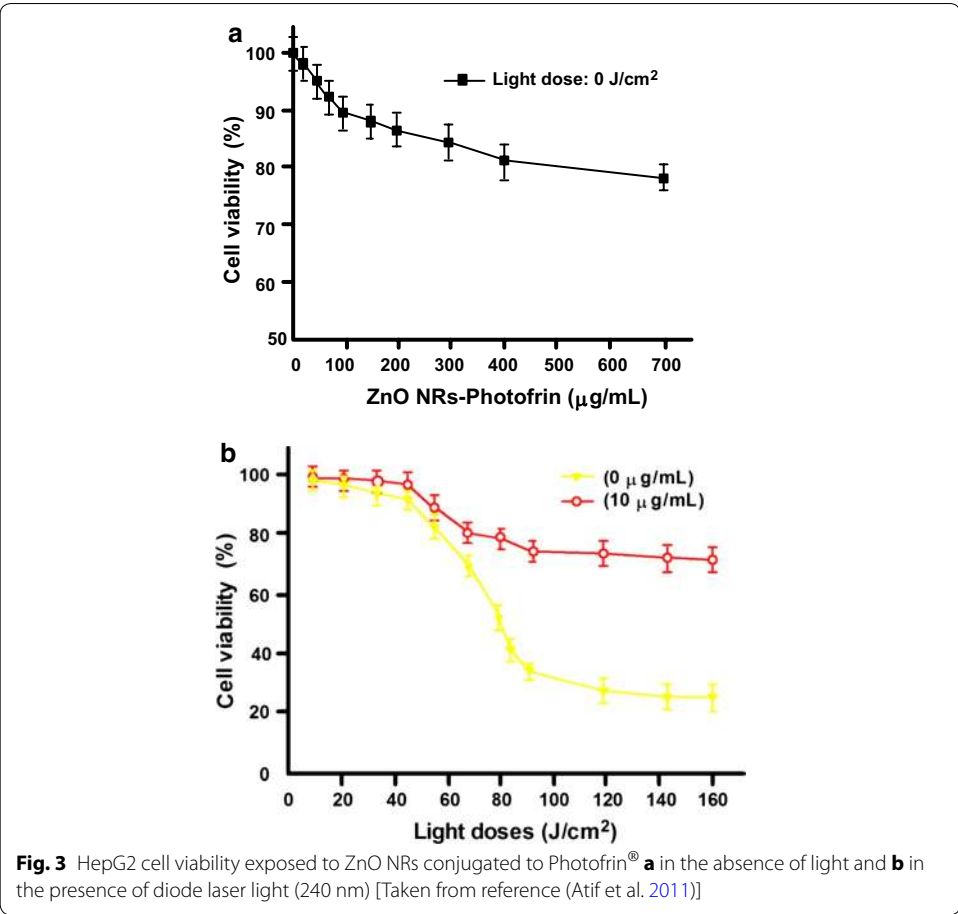 a
100
90
80
70
60
50
Cell viability (%)
Light dose: 0 J/cm²
0 100 200 300 400 500 600 700
ZnO NRs-Photofrin (µg/mL)
b
100
80
60
40
20
0
Cell viability (%)
(0 µ g/mL)
(10 µ g/mL)
0 20 40 60 80 100 120 140 160
Light doses (J/cm²)
Fig. 3 HepG2 cell viability exposed to ZnO NRs conjugated to Photofrin® a in the absence of light and b in
the presence of diode laser light (240 nm) [Taken from reference (Atif et al. 2011)]